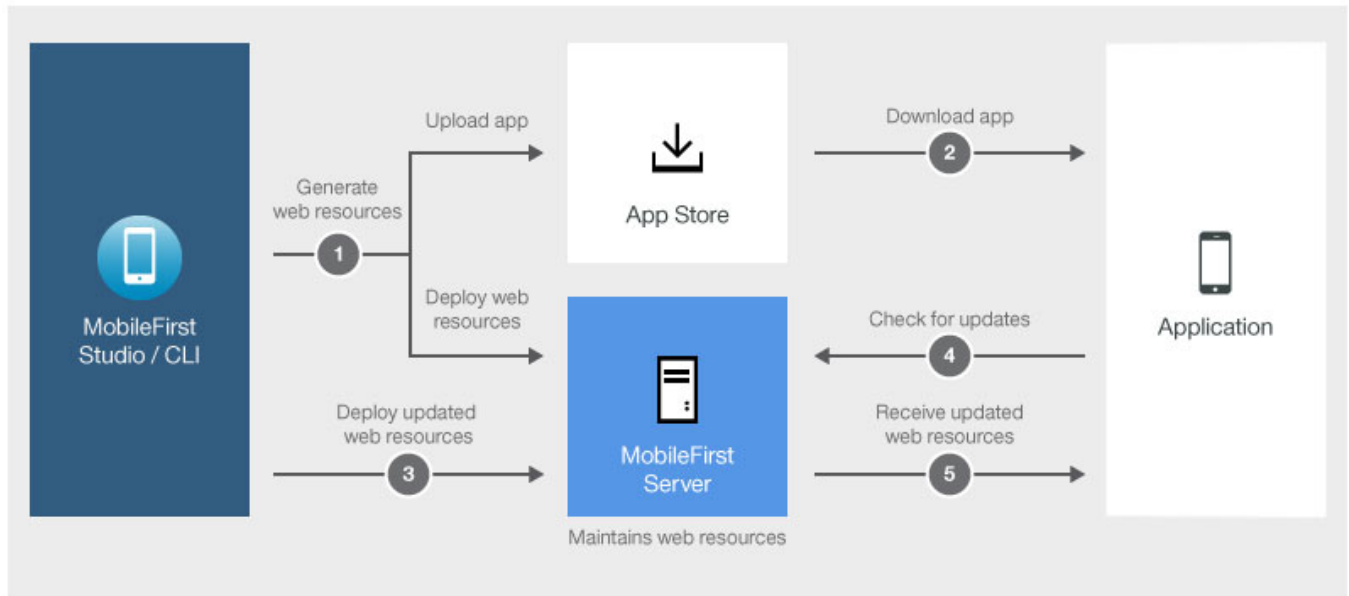 MobileFirst
Studio / CLI
Generate
web resources
1
Upload app
Deploy web
resources
Deploy updated
web resources
3
App Store
MobileFirst
Server
Maintains web resources
Download app
2
Check for updates
4
Receive updated
web resources
5
Application